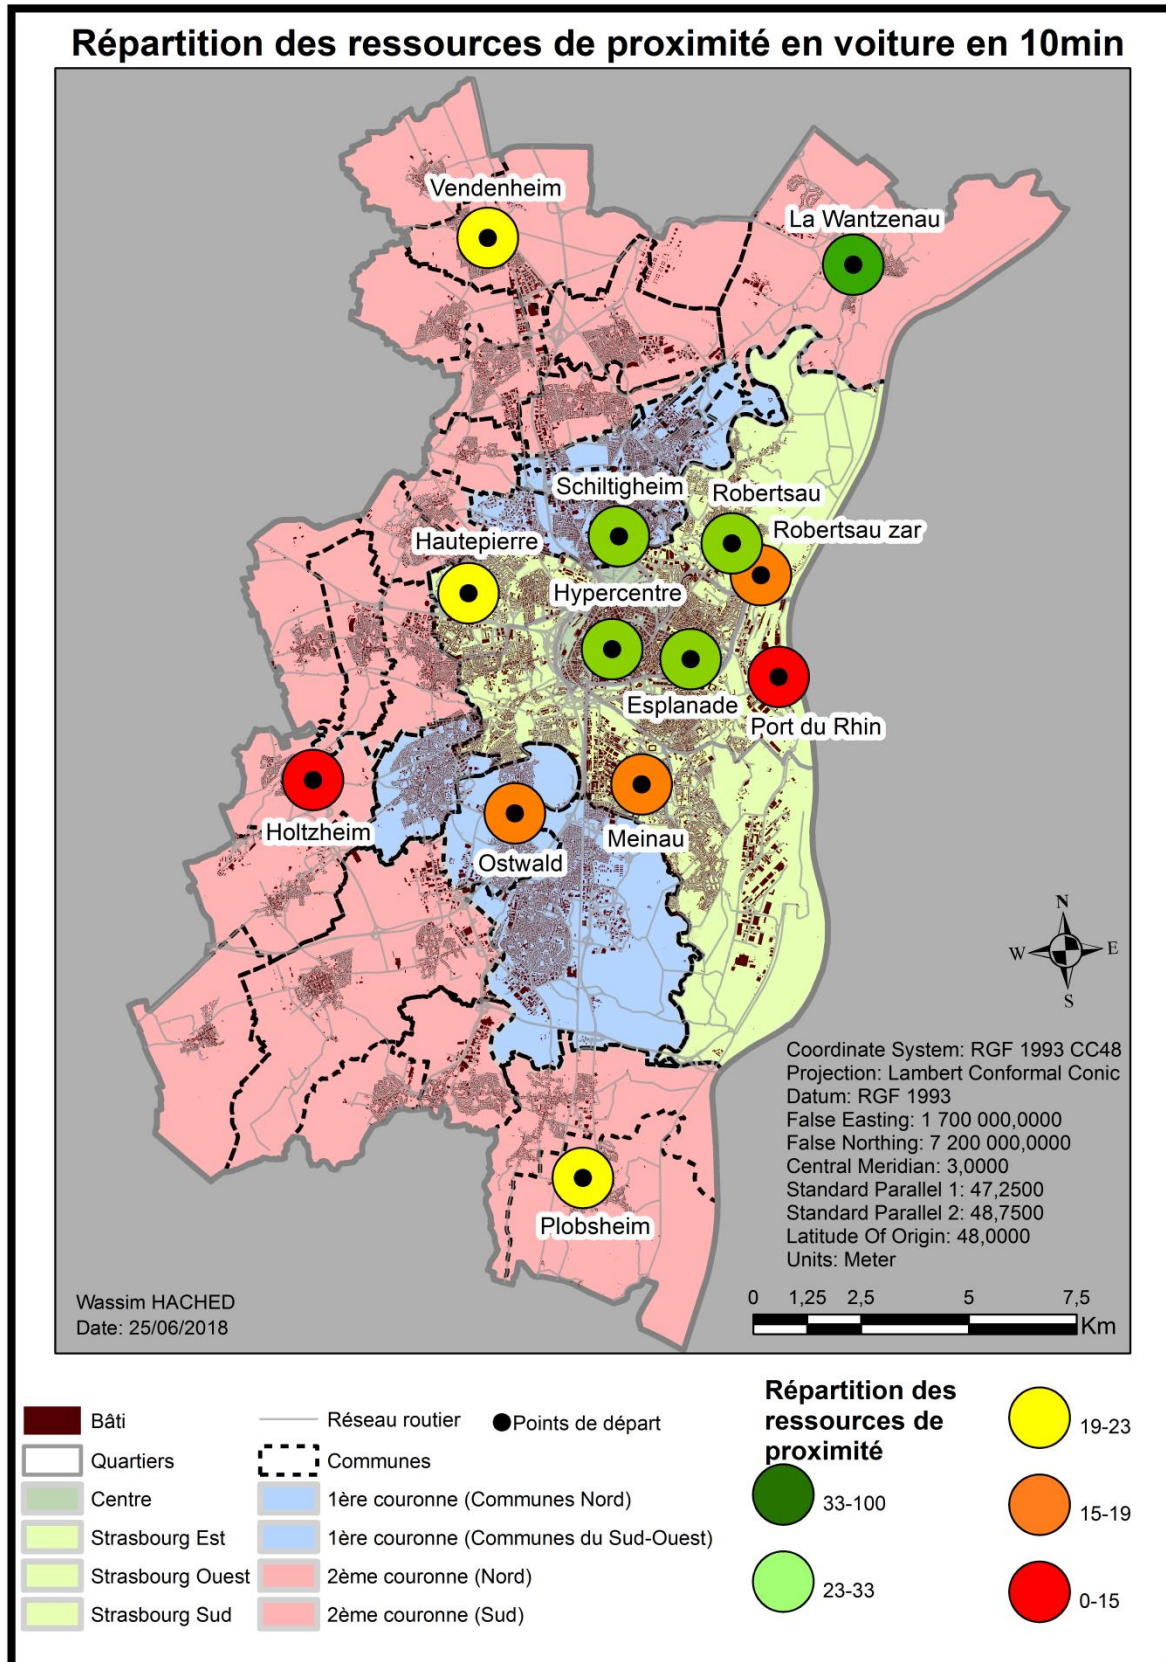 Répartition des ressources de proximité en voiture en 10min
Vendenheim
La Wantzenau
Schiltigheim
Robertsau
Robertsau zar
Hautepierre
Hypercentre
Esplanade
Port du Rhin
Holtzheim
Ostwald
Meinau
Plobsheim
N
W
E
S
Coordinate System: RGF 1993 CC48
Projection: Lambert Conformal Conic
Datum: RGF 1993
False Easting: 1 700 000,0000
False Northing: 7 200 000,0000
Central Meridian: 3,0000
Standard Parallel 1: 47,2500
Standard Parallel 2: 48,7500
Latitude Of Origin: 48,0000
Units: Meter
0 1,25 2,5 5 7,5
Km
Wassim HACHED
Date: 25/06/2018
Bâti
Quartiers
Centre
Strasbourg Est
Strasbourg Ouest
Strasbourg Sud
Réseau routier
Points de départ
Communes
1ère couronne (Communes Nord)
1ère couronne (Communes du Sud-Ouest)
2ème couronne (Nord)
2ème couronne (Sud)
Répartition des
ressources de
proximité
33-100
23-33
19-23
15-19
0-15